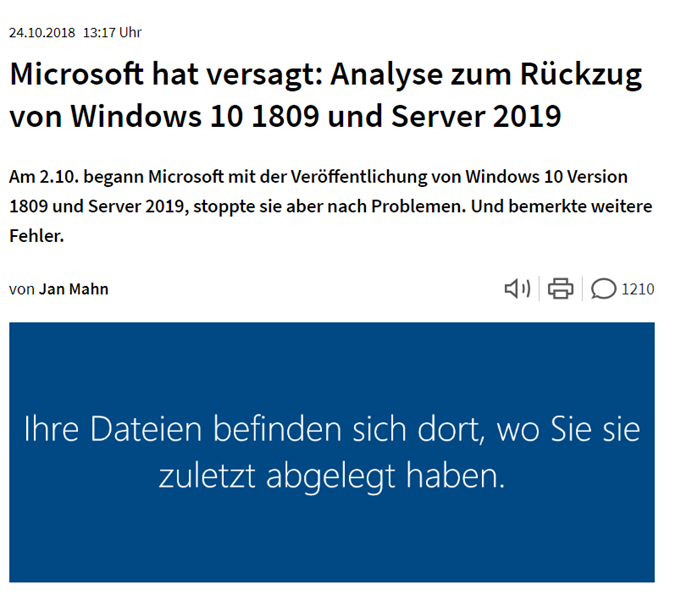 24.10.2018 13:17 Uhr
Microsoft hat versagt: Analyse zum Rückzug
von Windows 10 1809 und Server 2019
Am 2.10. begann Microsoft mit der Veröffentlichung von Windows 10 Version
1809 und Server 2019, stoppte sie aber nach Problemen. Und bemerkte weitere
Fehler.
von Jan Mahn
1210
Ihre Dateien befinden sich dort, wo Sie sie
zuletzt abgelegt haben.